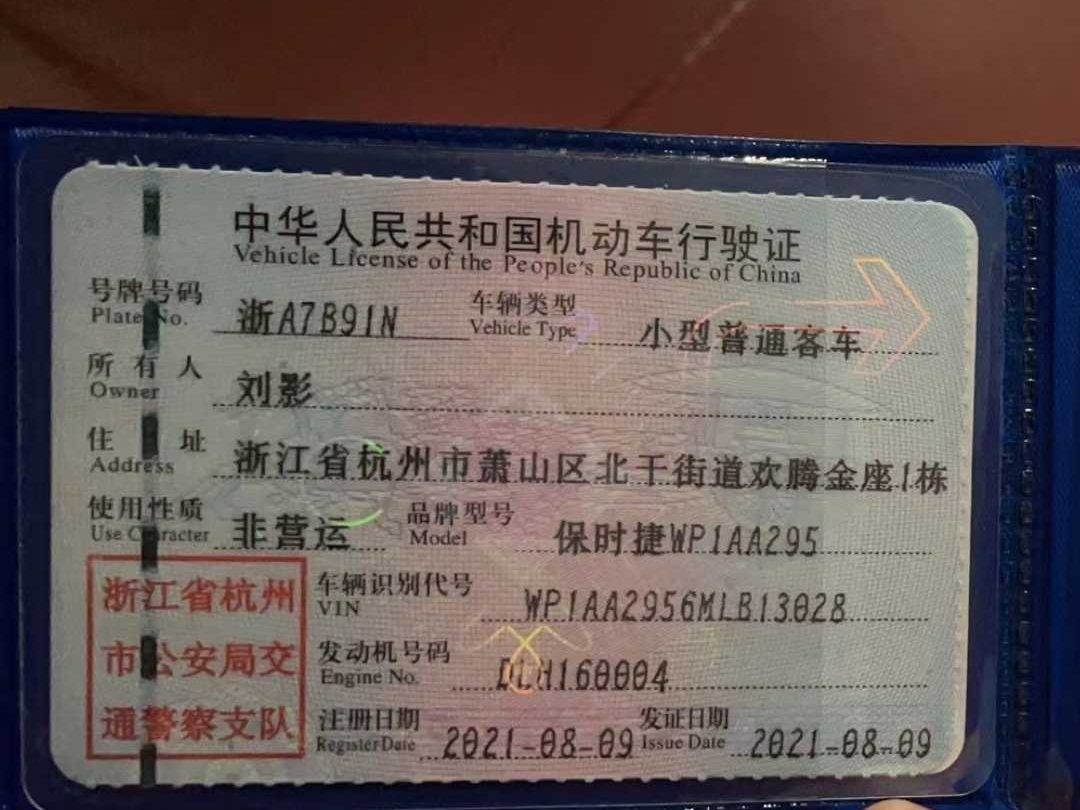 中华人民共和国机动车行驶证
Vehicle License of the People's Republic of China
号牌号码 浙A7B91N 车辆类型 小型普通客车
Plate No. Vehicle Type
所有人 刘影
Owner
住址 浙江省杭州市萧山区北干街道欢腾金座1栋
Address
使用性质 非营运 品牌型号 保时捷WP1AA295
Use Character Model
浙江省杭州
市公安局交
通警察支队
车辆识别代号 WP1AA2956MLB13028
VIN
发动机号码 DLH160004
Engine No.
注册日期 2021-08-09 发证日期 2021-08-09
Register Date Issue Date